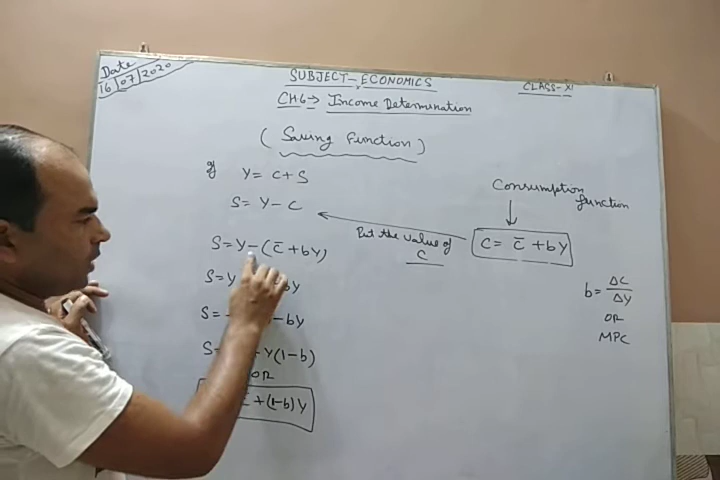 Date
16/07/2020
SUBJECT - ECONOMICS
CLASS - XI
CH6 → Income Determination
( Saving Function )
Y = C + S
S = Y - C
Consumption
function
Put the value of
C
C = C̄ + bY
S = Y - ( C̄ + bY)
S = Y bY
S = - bY
S Y(1-b)
OR
+ (1-b) Y
b = ΔC/ΔY
OR
MPC